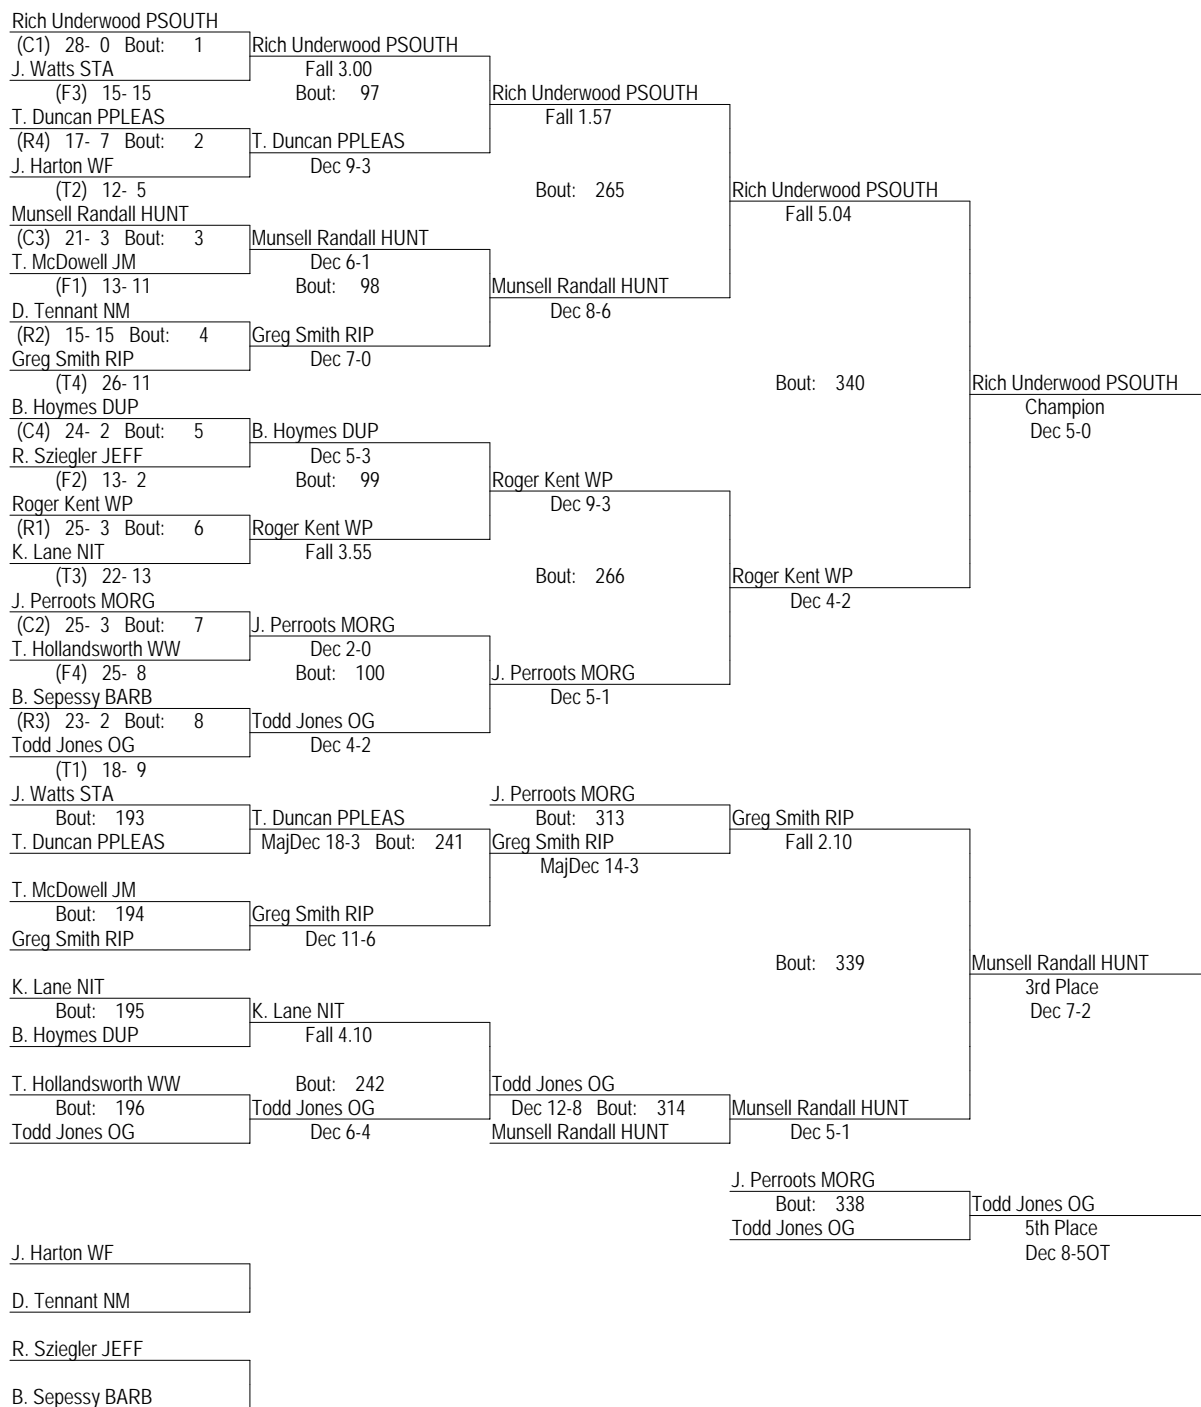 Rich Underwood PSOUTH
(C1) 28- 0 Bout: 1 Rich Underwood PSOUTH
J. Watts STA Fall 3.00
(F3) 15- 15 Bout: 97 Rich Underwood PSOUTH
T. Duncan PPLEAS Fall 1.57
(R4) 17- 7 Bout: 2 T. Duncan PPLEAS
J. Harton WF Dec 9-3
(T2) 12- 5 Bout: 265 Rich Underwood PSOUTH
Munsell Randall HUNT Fall 5.04
(C3) 21- 3 Bout: 3 Munsell Randall HUNT
T. McDowell JM Dec 6-1
(F1) 13- 11 Bout: 98 Munsell Randall HUNT
D. Tennant NM Dec 8-6
(R2) 15- 15 Bout: 4 Greg Smith RIP
Greg Smith RIP Dec 7-0
(T4) 26- 11 Bout: 340 Rich Underwood PSOUTH
B. Hoymes DUP Champion
(C4) 24- 2 Bout: 5 B. Hoymes DUP Dec 5-0
R. Sziegler JEFF Dec 5-3
(F2) 13- 2 Bout: 99 Roger Kent WP
Roger Kent WP Dec 9-3
(R1) 25- 3 Bout: 6 Roger Kent WP
K. Lane NIT Fall 3.55
(T3) 22- 13 Bout: 266 Roger Kent WP
J. Perroots MORG Dec 4-2
(C2) 25- 3 Bout: 7 J. Perroots MORG
T. Hollandsworth WW Dec 2-0
(F4) 25- 8 Bout: 100 J. Perroots MORG
B. Sepessy BARB Dec 5-1
(R3) 23- 2 Bout: 8 Todd Jones OG
Todd Jones OG Dec 4-2
(T1) 18- 9
J. Watts STA J. Perroots MORG
Bout: 193 T. Duncan PPLEAS Bout: 313 Greg Smith RIP
T. Duncan PPLEAS MajDec 18-3 Bout: 241 Greg Smith RIP Fall 2.10
MajDec 14-3
T. McDowell JM
Bout: 194 Greg Smith RIP
Greg Smith RIP Dec 11-6
Bout: 339 Munsell Randall HUNT
K. Lane NIT 3rd Place
Bout: 195 K. Lane NIT Dec 7-2
B. Hoymes DUP Fall 4.10
T. Hollandsworth WW Bout: 242 Todd Jones OG
Bout: 196 Todd Jones OG Dec 12-8 Bout: 314 Munsell Randall HUNT
Todd Jones OG Dec 6-4 Munsell Randall HUNT Dec 5-1
J. Perroots MORG
Bout: 338 Todd Jones OG
Todd Jones OG 5th Place
J. Harton WF Dec 8-5OT
D. Tennant NM
R. Sziegler JEFF
B. Sepessy BARB